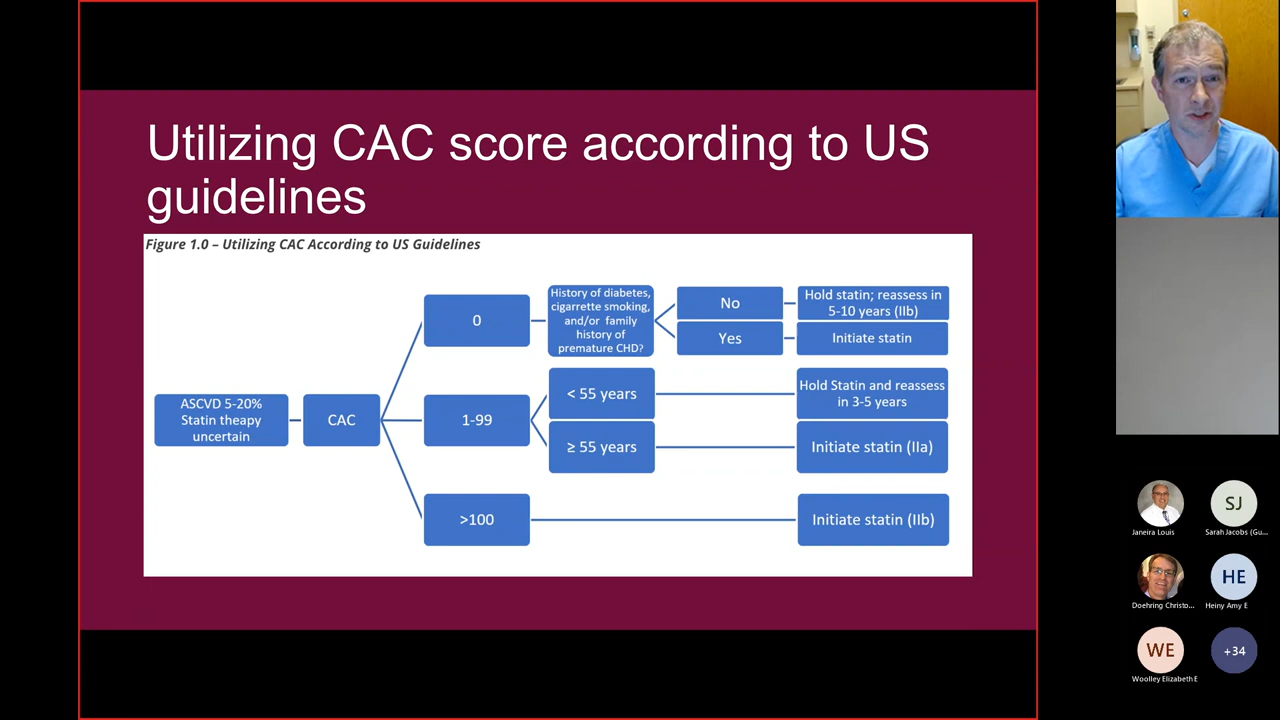 Utilizing CAC score according to US
guidelines
Figure 1.0 – Utilizing CAC According to US Guidelines
ASCVD 5-20%
Statin theapy
uncertain
CAC
0
History of diabetes,
cigarrette smoking,
and/or family
history of
premature CHD?
No
Hold statin; reassess in
5-10 years (IIb)
Yes
Initiate statin
1-99
< 55 years
Hold Statin and reassess
in 3-5 years
≥ 55 years
Initiate statin (IIa)
>100
Initiate statin (IIb)
Janeira Louis
SJ
Sarah Jacobs (Gu...
Doehring Christo...
HE
Heiny Amy E
WE
Woolley Elizabeth E
+34